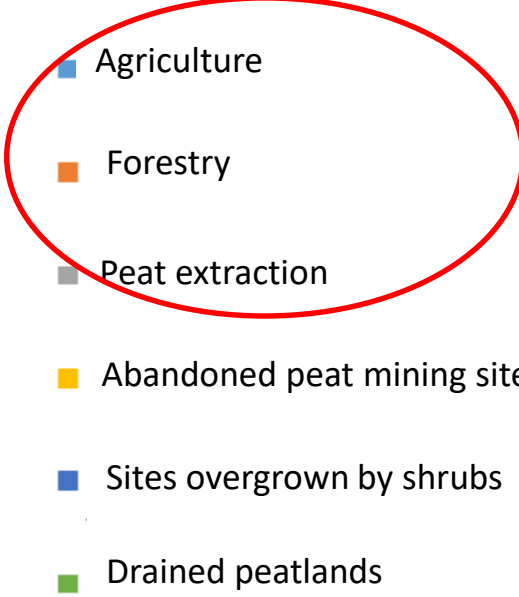 Agriculture
Forestry
Peat extraction
Abandoned peat mining site
Sites overgrown by shrubs
Drained peatlands